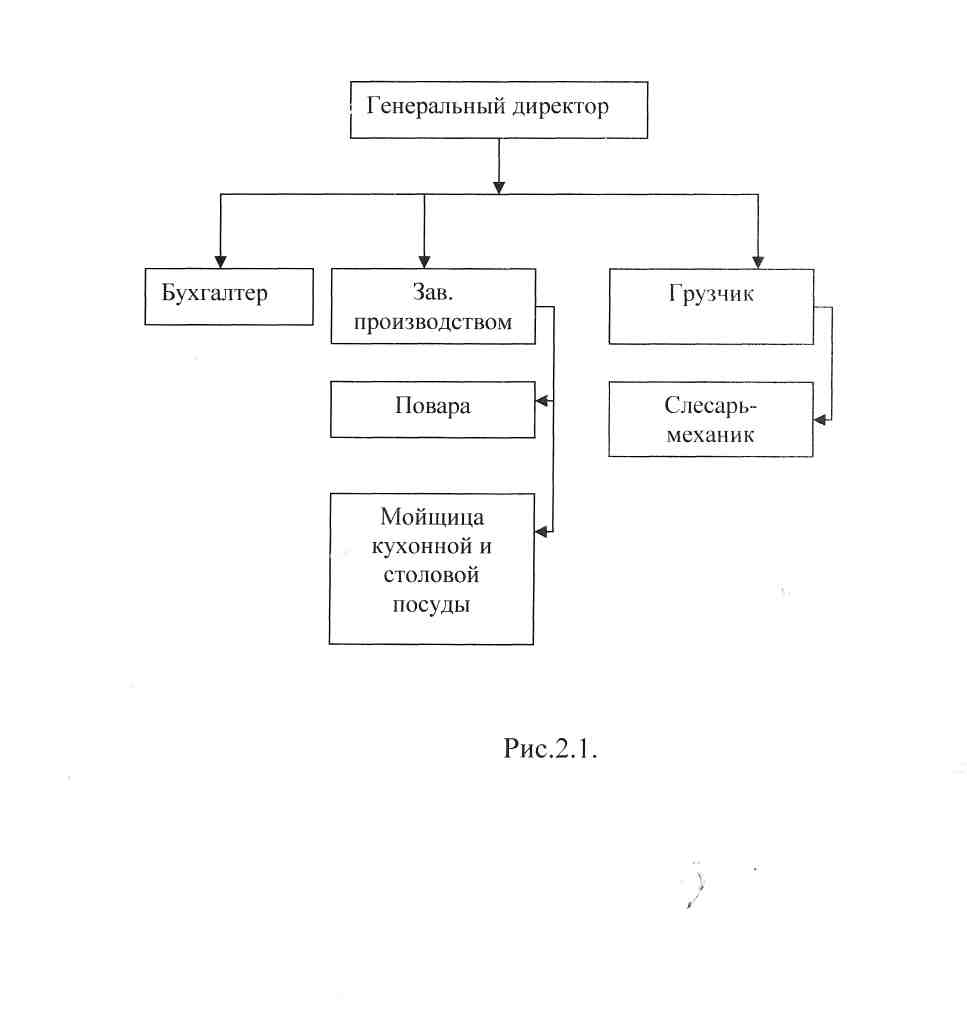 Генеральный директор
Бухгалтер
Зав.
производством
Грузчик
Повара
Слесарь-
механик
Мойщица
кухонной и
столовой
посуды
Рис.2.1.